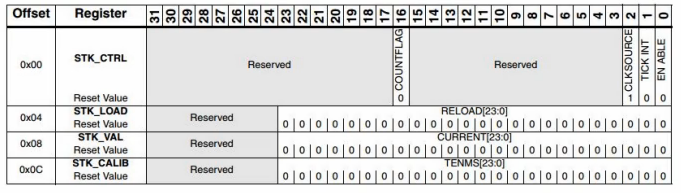 Offset Register 31 30 29 28 27 26 25 24 23 22 21 20 19 18 17 16 15 14 13 12 11 10 9 8 7 6 5 4 3 2 1 0
0x00 STK_CTRL Reserved COUNTFLAG Reserved CLKSOURCE TICK INT EN ABLE
Reset Value 0 1 0 0
0x04 STK_LOAD Reserved RELOAD[23:0]
Reset Value 0 0 0 0 0 0 0 0 0 0 0 0 0 0 0 0 0 0 0 0 0 0 0 0
0x08 STK_VAL Reserved CURRENT[23:0]
Reset Value 0 0 0 0 0 0 0 0 0 0 0 0 0 0 0 0 0 0 0 0 0 0 0 0
0x0C STK_CALIB Reserved TENMS[23:0]
Reset Value 0 0 0 0 0 0 0 0 0 0 0 0 0 0 0 0 0 0 0 0 0 0 0 0